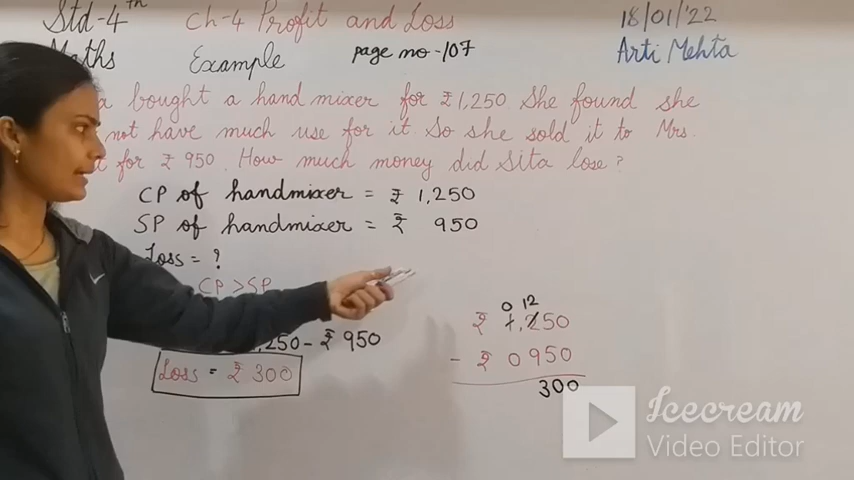 Std-4th Ch-4 Profit and Loss 18/01/'22
Maths Example page no-107 Arti Mehta
a bought a hand mixer for ₹1,250 She found she
not have much use for it. So she sold it to Mrs.
for ₹ 950. How much money did Sita lose?
CP of handmixer = ₹ 1,250
SP of handmixer = ₹ 950
Loss = ?
CP > SP
,250 - ₹ 950
Loss = ₹ 300
0 12
₹ 1,250
- ₹ 0950
300
Icecream
Video Editor